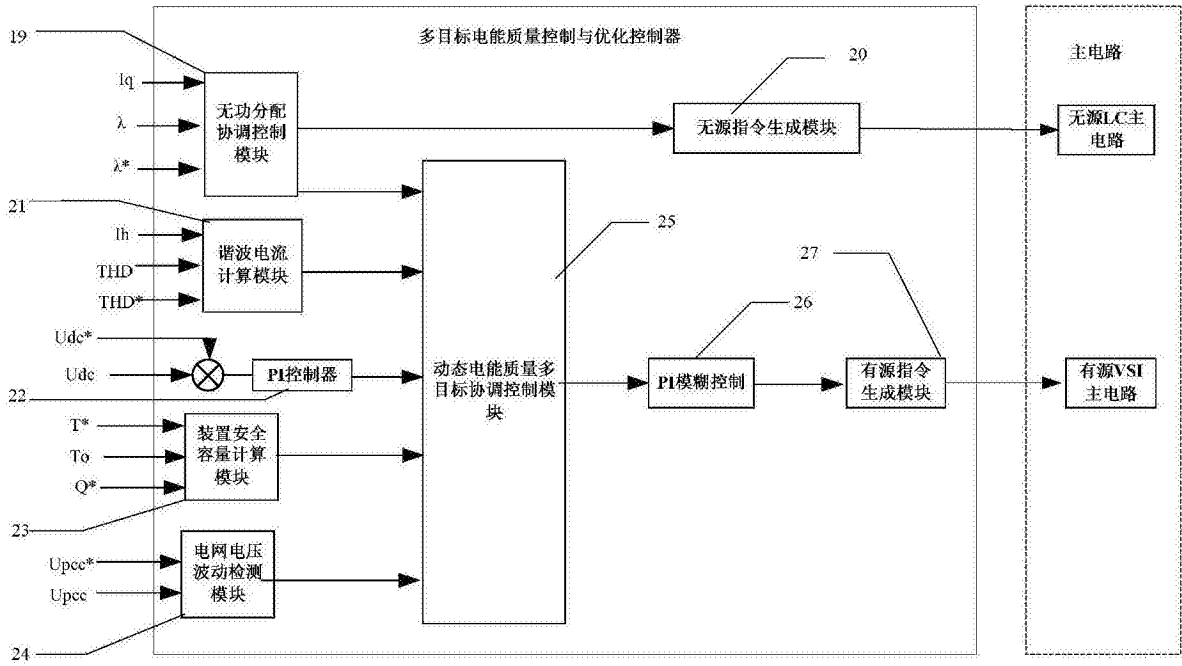 多目标电能质量控制与优化控制器
主电路
19
Iq
λ
λ*
无功分配
协调控制
模块
20
无源指令生成模块
无源LC主
电路
21
Ih
THD
THD*
谐波电流
计算模块
25
Udc*
Udc
PI控制器
22
动态电能质量多
目标协调控制模
块
26
PI模糊控制
27
有源指令
生成模块
有源VSI
主电路
T*
To
Q*
装置安全
容量计算
模块
23
Upcc*
Upcc
电网电压
波动检测
模块
24